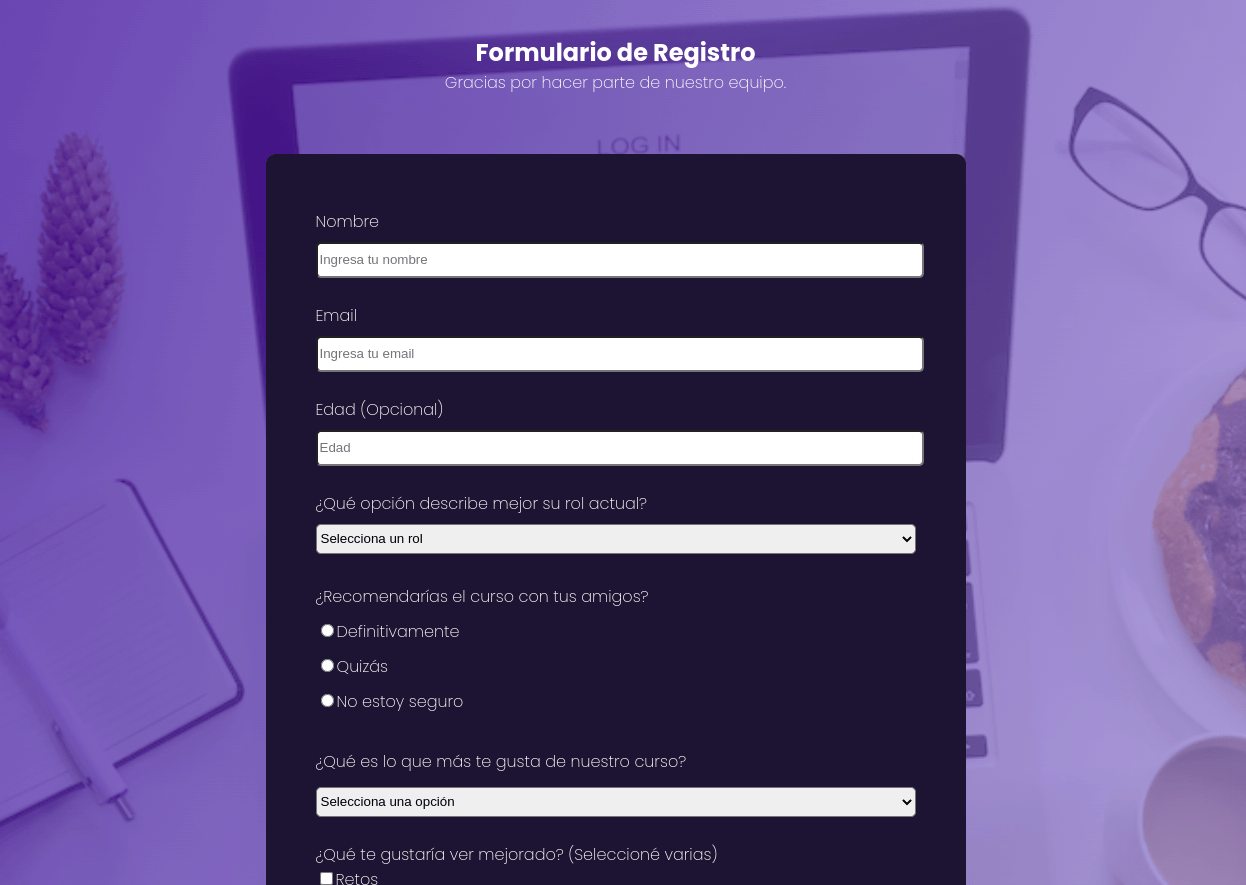 Formulario de Registro
Gracias por hacer parte de nuestro equipo.
LOG IN
Nombre
Ingresa tu nombre
Email
Ingresa tu email
Edad (Opcional)
Edad
¿Qué opción describe mejor su rol actual?
Selecciona un rol
¿Recomendarías el curso con tus amigos?
Definitivamente
Quizás
No estoy seguro
¿Qué es lo que más te gusta de nuestro curso?
Selecciona una opción
¿Qué te gustaría ver mejorado? (Seleccioné varias)
Retos